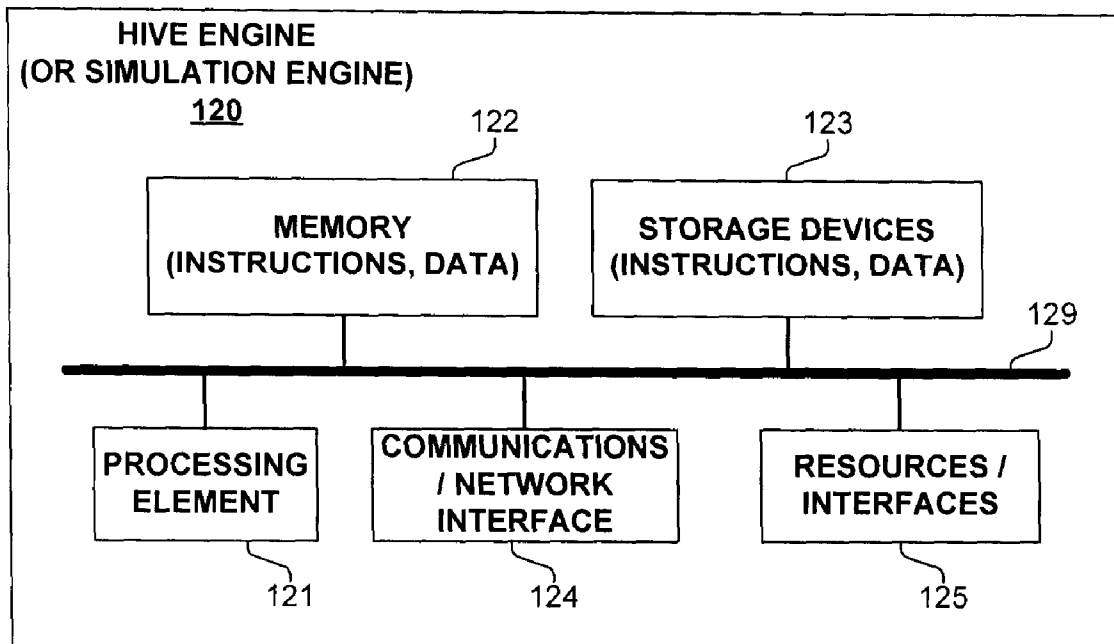 HIVE ENGINE
(OR SIMULATION ENGINE)
120
122
123
MEMORY
(INSTRUCTIONS, DATA)
STORAGE DEVICES
(INSTRUCTIONS, DATA)
129
PROCESSING
ELEMENT
COMMUNICATIONS
/ NETWORK
INTERFACE
RESOURCES /
INTERFACES
121
124
125